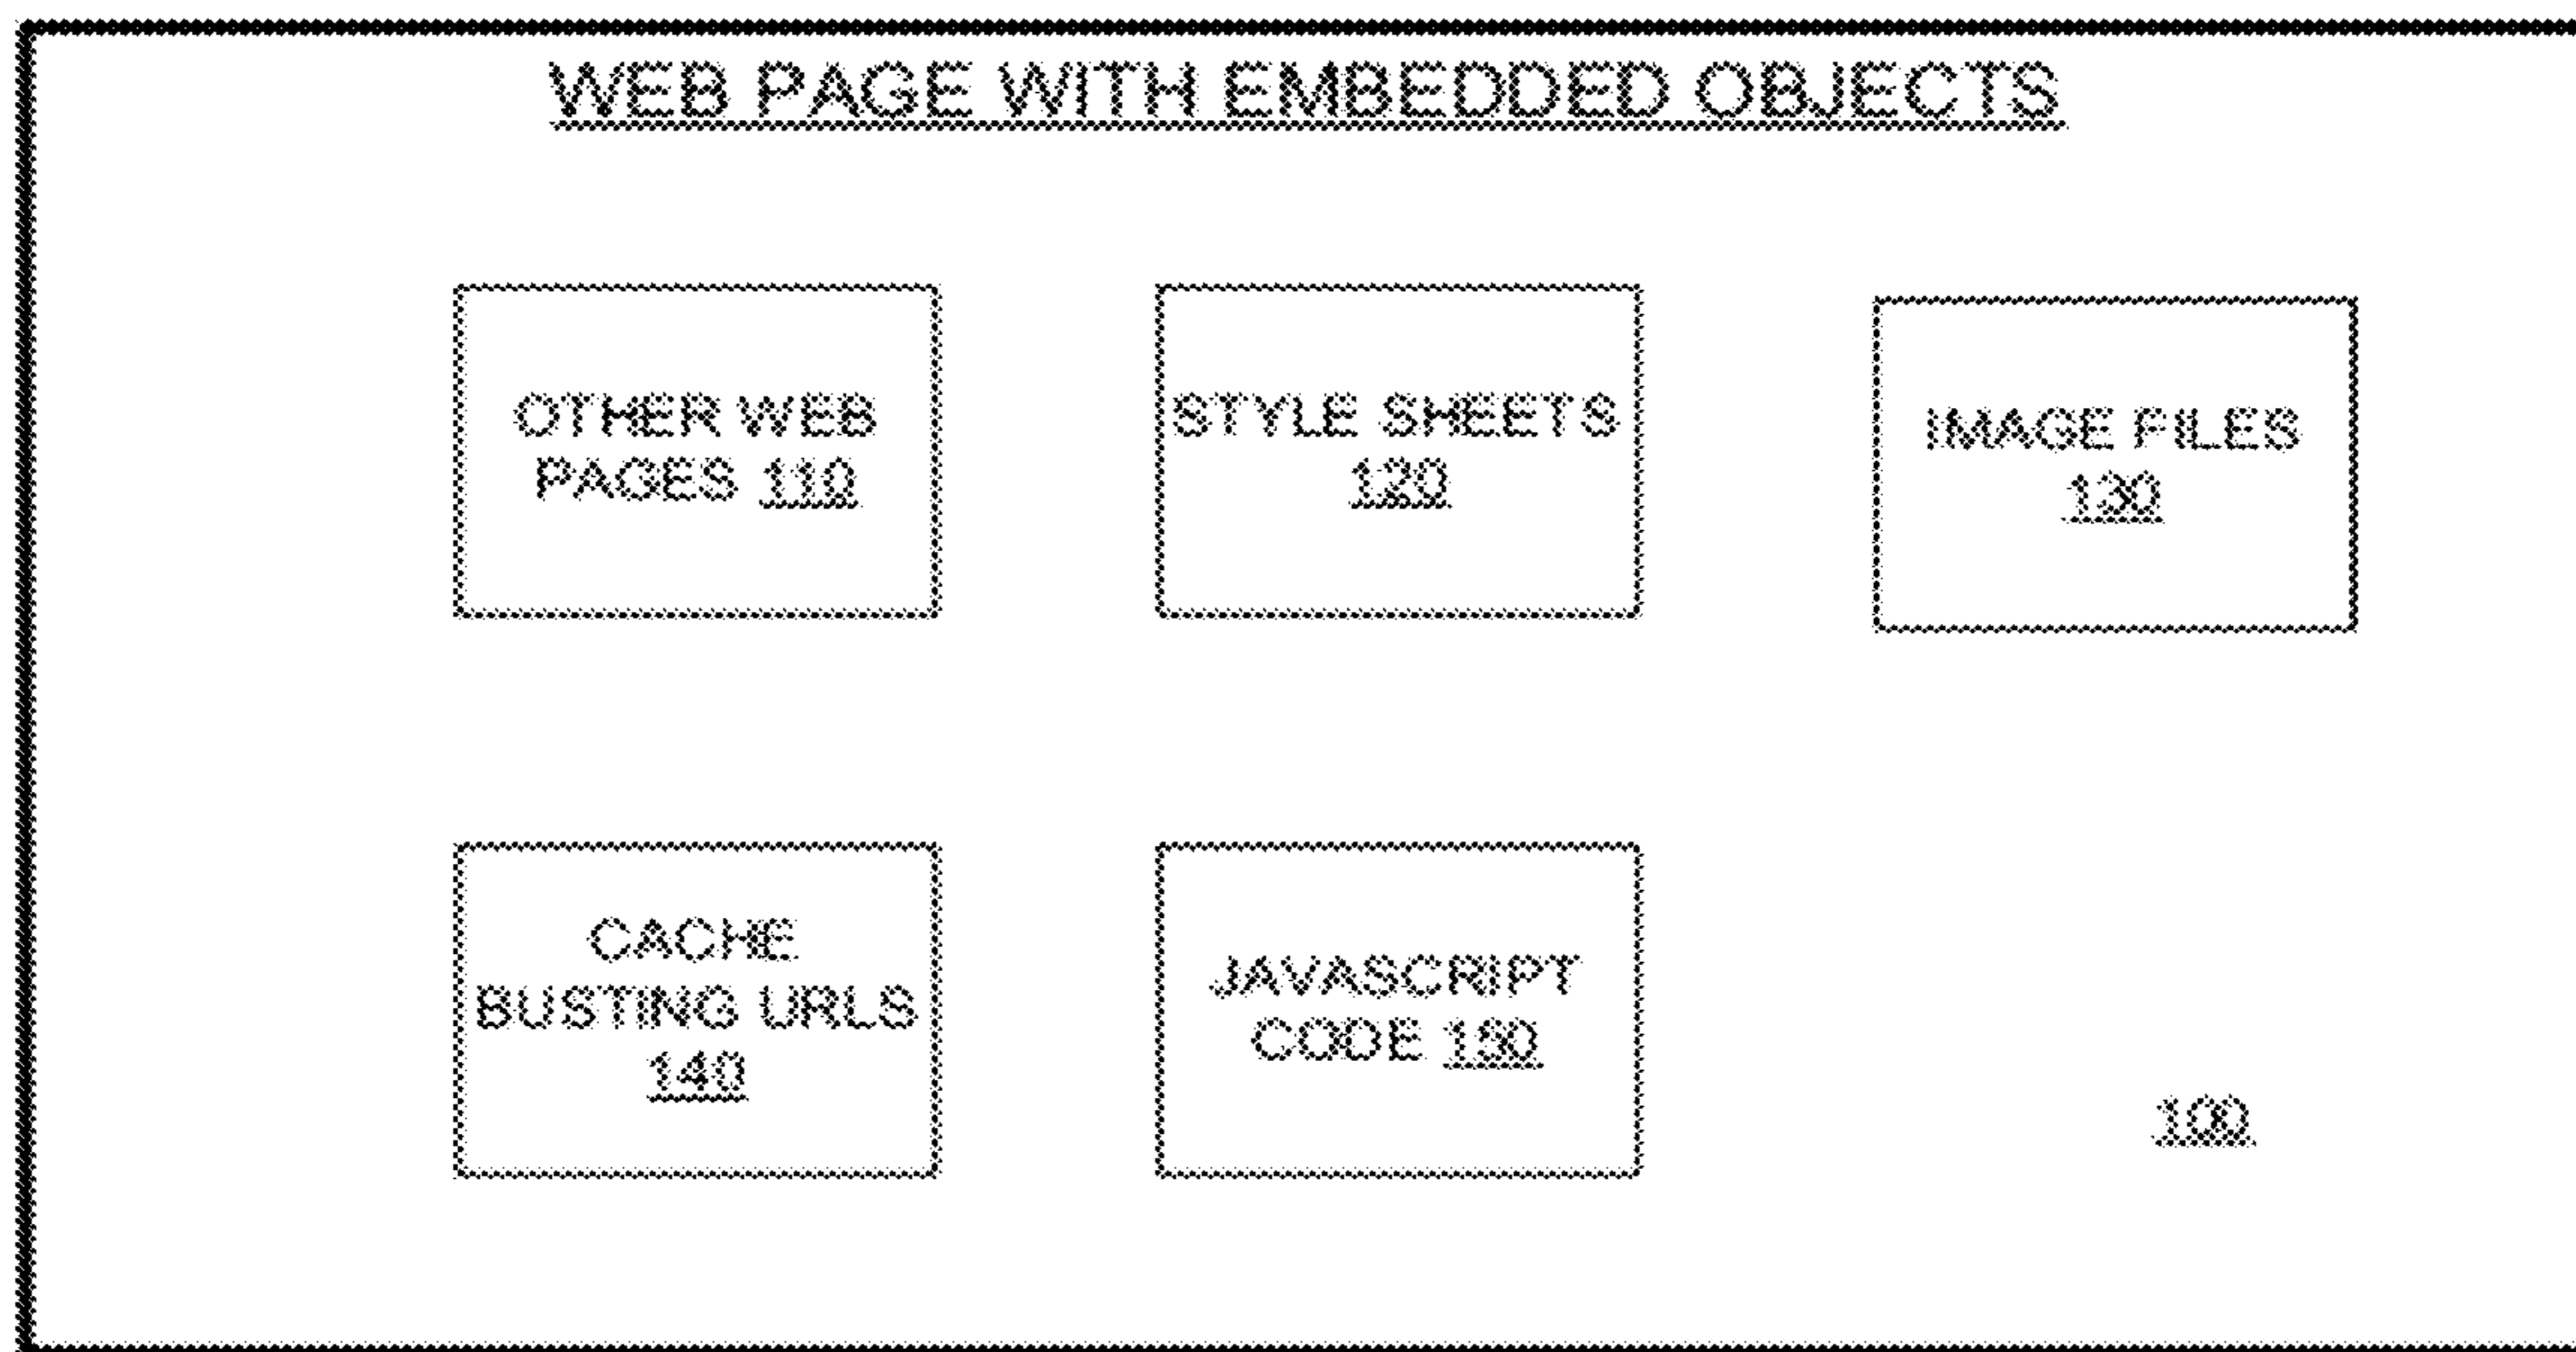 WEB PAGE WITH EMBEDDED OBJECTS
OTHER WEB
PAGES 110
STYLE SHEETS
120
IMAGE FILES
130
CACHE
BUSTING URLS
140
JAVASCRIPT
CODE 150
100